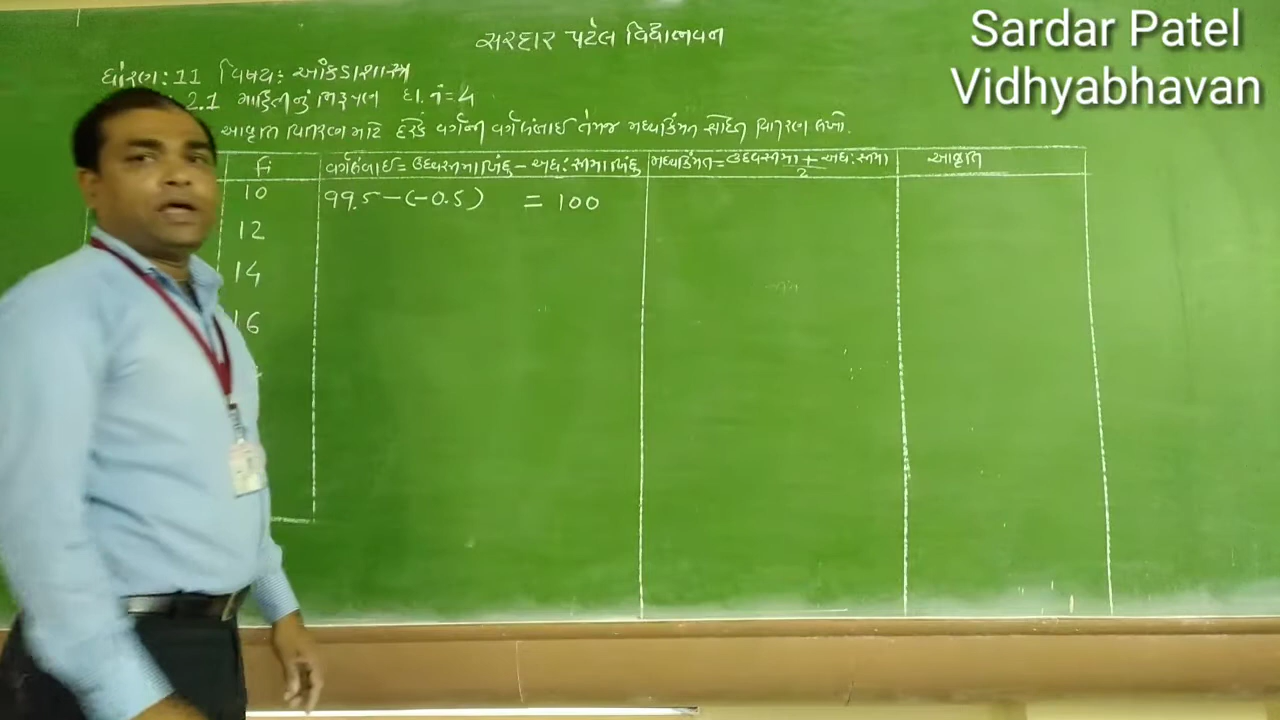 Sardar Patel
Vidhyabhavan
સરદાર પટેલ વિદ્યાભવન
ધોરણ : 11 વિષય : આંકડાશાસ્ત્ર
2.1 માહિતીનું નિરૂપણ દા. નં = 4
આવૃત્તિ વિતરણ માટે દરેક વર્ગની વર્ગલંબાઈ તેમજ મધ્યકિંમત સહિત વિતરણ લખો.
વર્ગલંબાઈ = ઉર્ધ્વસીમાબિંદુ - અધઃસીમાબિંદુ મધ્યકિંમત = ઉર્ધ્વસીમા + અધઃસીમા / 2 આવૃત્તિ
10 99.5 - (-0.5) = 100
12
14
16